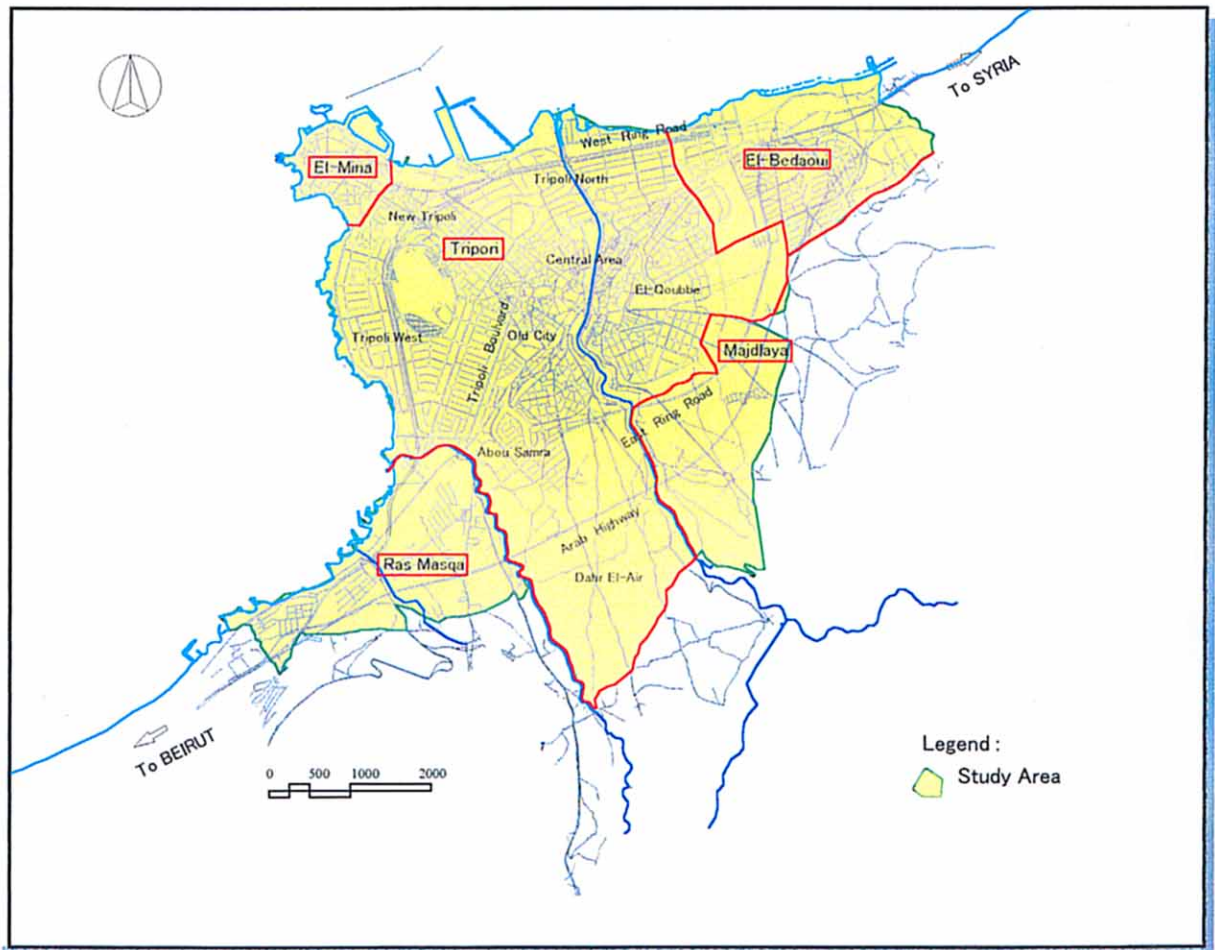 To SYRIA
West Ring Road
El-Mina
El-Bedaoui
Tripoli North
New Tripoli
Tripori
Central Area
El-Qoubbe
Tripoli West
Tripoli Boulvard
Old City
Majdlaya
East Ring Road
Abou Samra
Arab Highway
Ras Masqa
Dahr El-Air
To BEIRUT
0 500 1000 2000
Legend :
Study Area